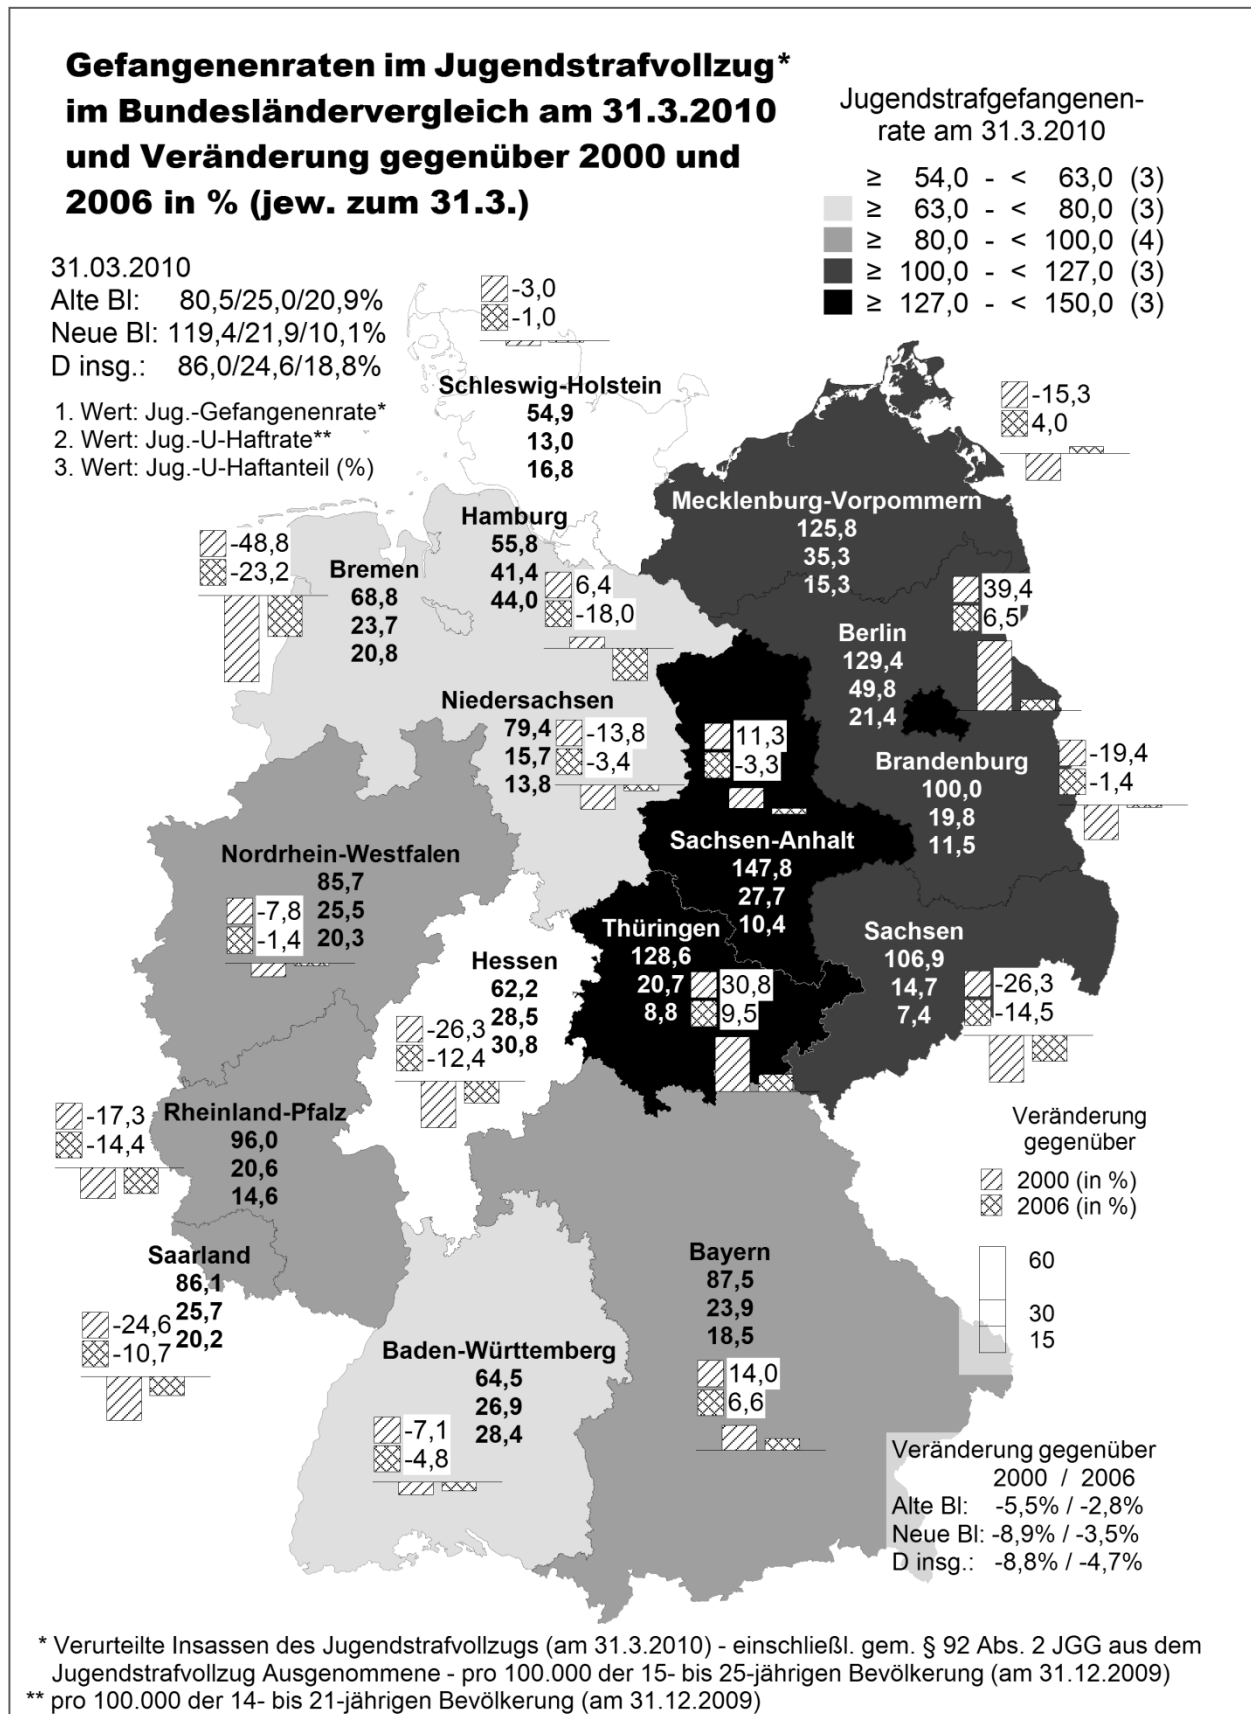 Gefangenenraten im Jugendstrafvollzug*
im Bundesländervergleich am 31.3.2010
und Veränderung gegenüber 2000 und
2006 in % (jew. zum 31.3.)
Jugendstrafgefangenen-
rate am 31.3.2010
≥ 54,0 - < 63,0 (3)
≥ 63,0 - < 80,0 (3)
≥ 80,0 - < 100,0 (4)
≥ 100,0 - < 127,0 (3)
≥ 127,0 - < 150,0 (3)
31.03.2010
Alte Bl: 80,5/25,0/20,9%
Neue Bl: 119,4/21,9/10,1%
D insg.: 86,0/24,6/18,8%
1. Wert: Jug.-Gefangenenrate*
2. Wert: Jug.-U-Haftrate**
3. Wert: Jug.-U-Haftanteil (%)
-3,0
-1,0
Schleswig-Holstein
54,9
13,0
16,8
-15,3
4,0
Mecklenburg-Vorpommern
125,8
35,3
15,3
Hamburg
55,8
41,4
44,0
6,4
-18,0
-48,8
-23,2
Bremen
68,8
23,7
20,8
39,4
6,5
Berlin
129,4
49,8
21,4
Niedersachsen
79,4
15,7
13,8
-13,8
-3,4
11,3
-3,3
Sachsen-Anhalt
147,8
27,7
10,4
Brandenburg
100,0
19,8
11,5
-19,4
-1,4
Nordrhein-Westfalen
85,7
25,5
20,3
-7,8
-1,4
Hessen
62,2
28,5
30,8
-26,3
-12,4
Thüringen
128,6
20,7
8,8
30,8
9,5
Sachsen
106,9
14,7
7,4
-26,3
-14,5
-17,3
-14,4
Rheinland-Pfalz
96,0
20,6
14,6
Veränderung
gegenüber
2000 (in %)
2006 (in %)
60
30
15
Saarland
86,1
25,7
20,2
-24,6
-10,7
Baden-Württemberg
64,5
26,9
28,4
-7,1
-4,8
Bayern
87,5
23,9
18,5
14,0
6,6
Veränderung gegenüber
2000 / 2006
Alte Bl: -5,5% / -2,8%
Neue Bl: -8,9% / -3,5%
D insg.: -8,8% / -4,7%
* Verurteilte Insassen des Jugendstrafvollzugs (am 31.3.2010) - einschließl. gem. § 92 Abs. 2 JGG aus dem
Jugendstrafvollzug Ausgenommene - pro 100.000 der 15- bis 25-jährigen Bevölkerung (am 31.12.2009)
** pro 100.000 der 14- bis 21-jährigen Bevölkerung (am 31.12.2009)